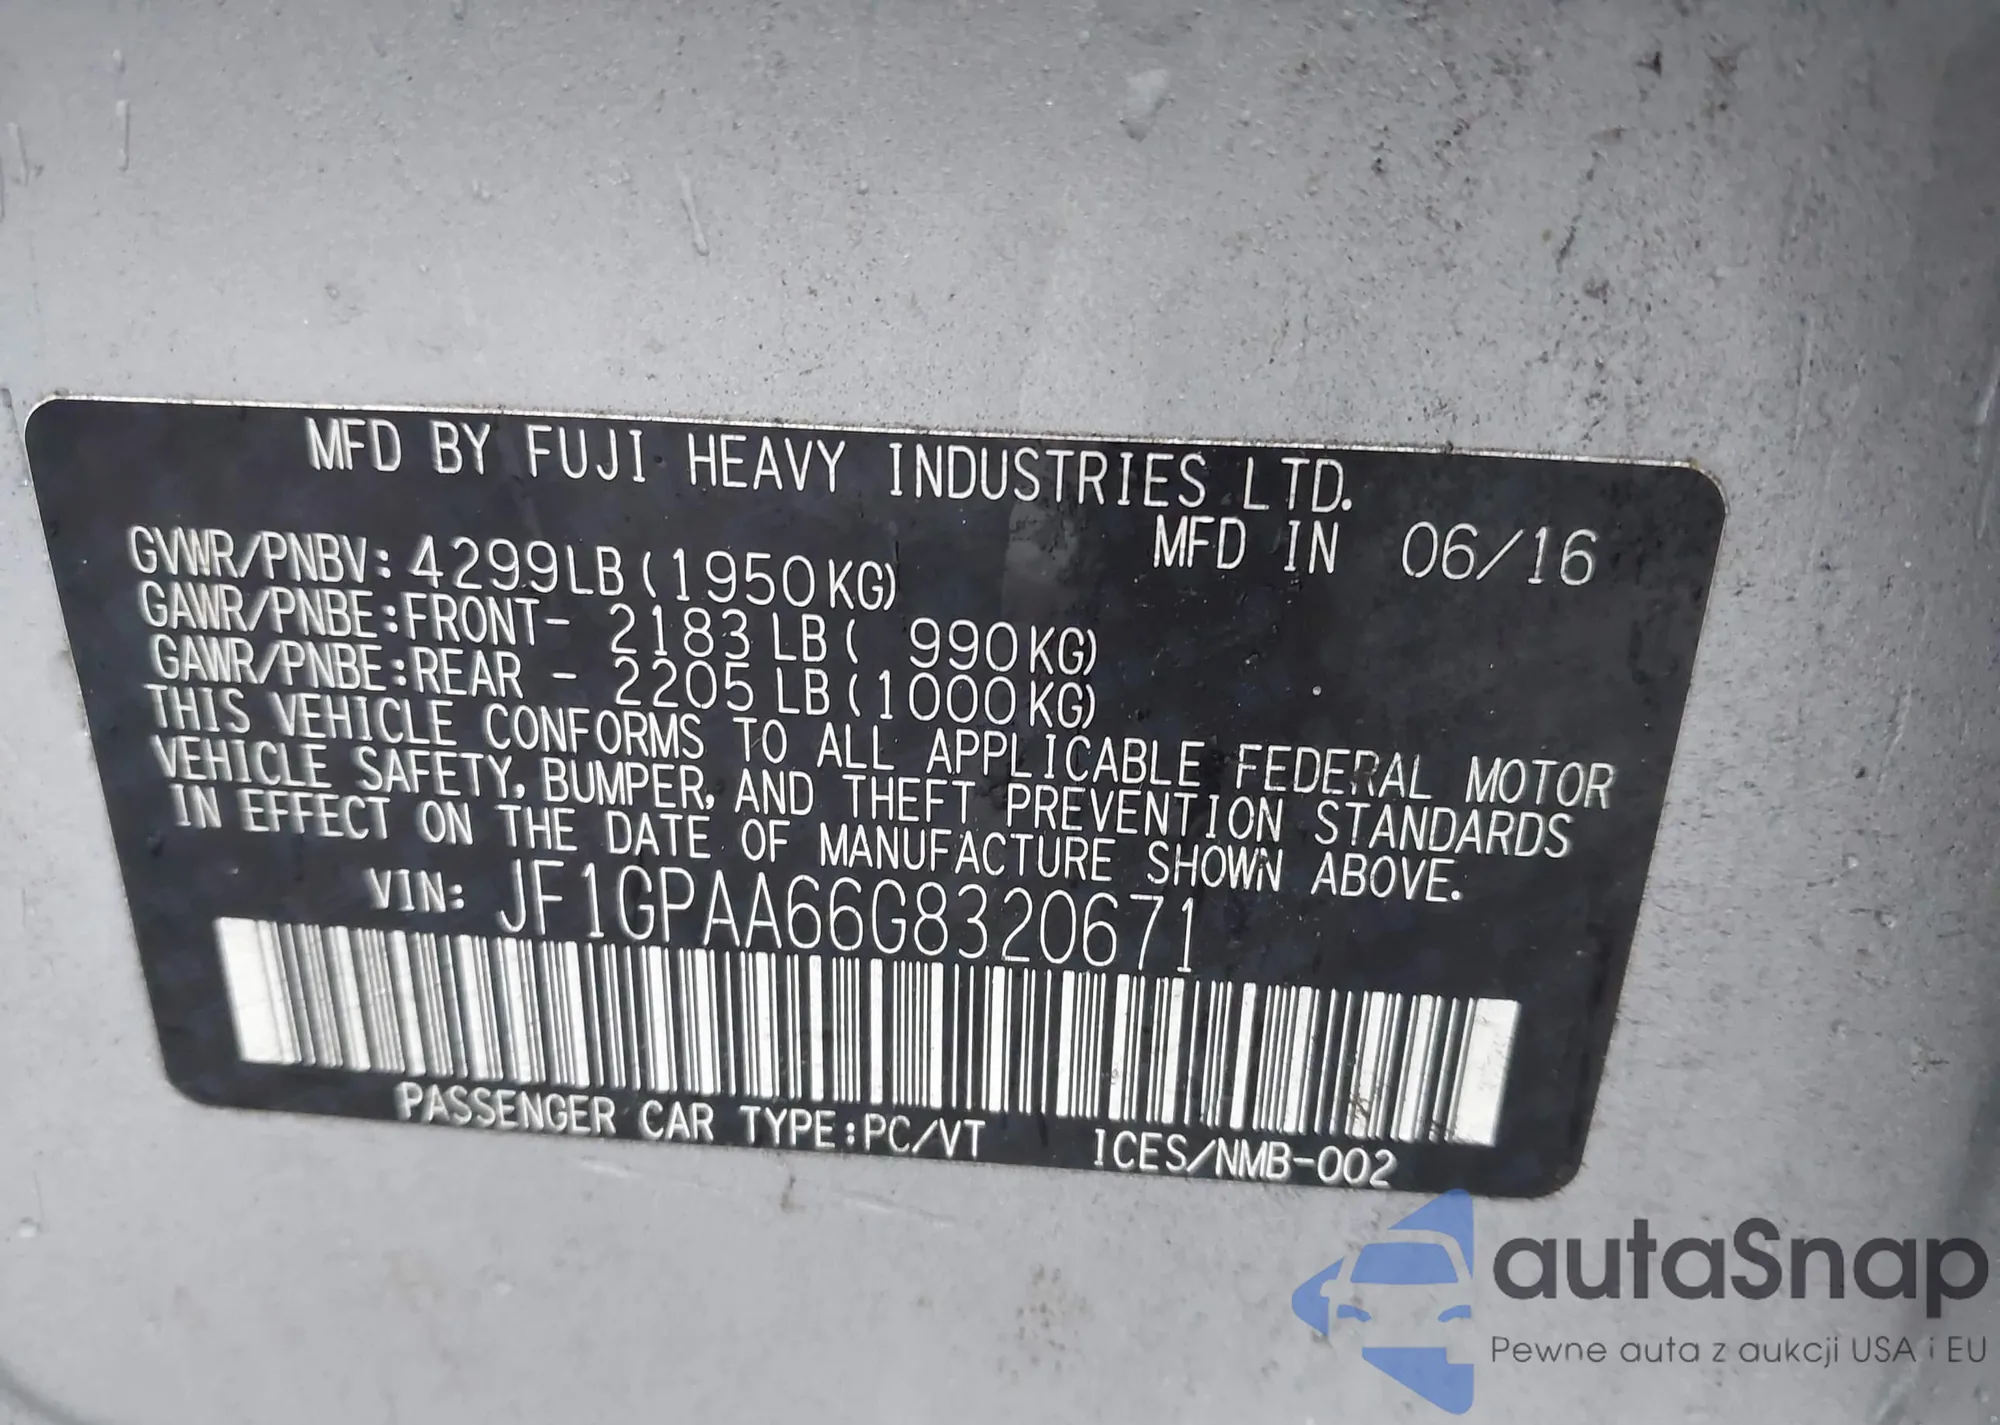 MFD BY FUJI HEAVY INDUSTRIES LTD.
MFD IN 06/16
GVWR/PNBV:4299LB(1950KG)
GAWR/PNBE:FRONT- 2183LB( 990KG)
GAWR/PNBE:REAR - 2205LB(1000KG)
THIS VEHICLE CONFORMS TO ALL APPLICABLE FEDERAL MOTOR
VEHICLE SAFETY, BUMPER, AND THEFT PREVENTION STANDARDS
IN EFFECT ON THE DATE OF MANUFACTURE SHOWN ABOVE.
VIN: JF1GPAA66G8320671
PASSENGER CAR TYPE:PC/VT ICES/NMB-002
autaSnap
Pewne auta z aukcji USA i EU